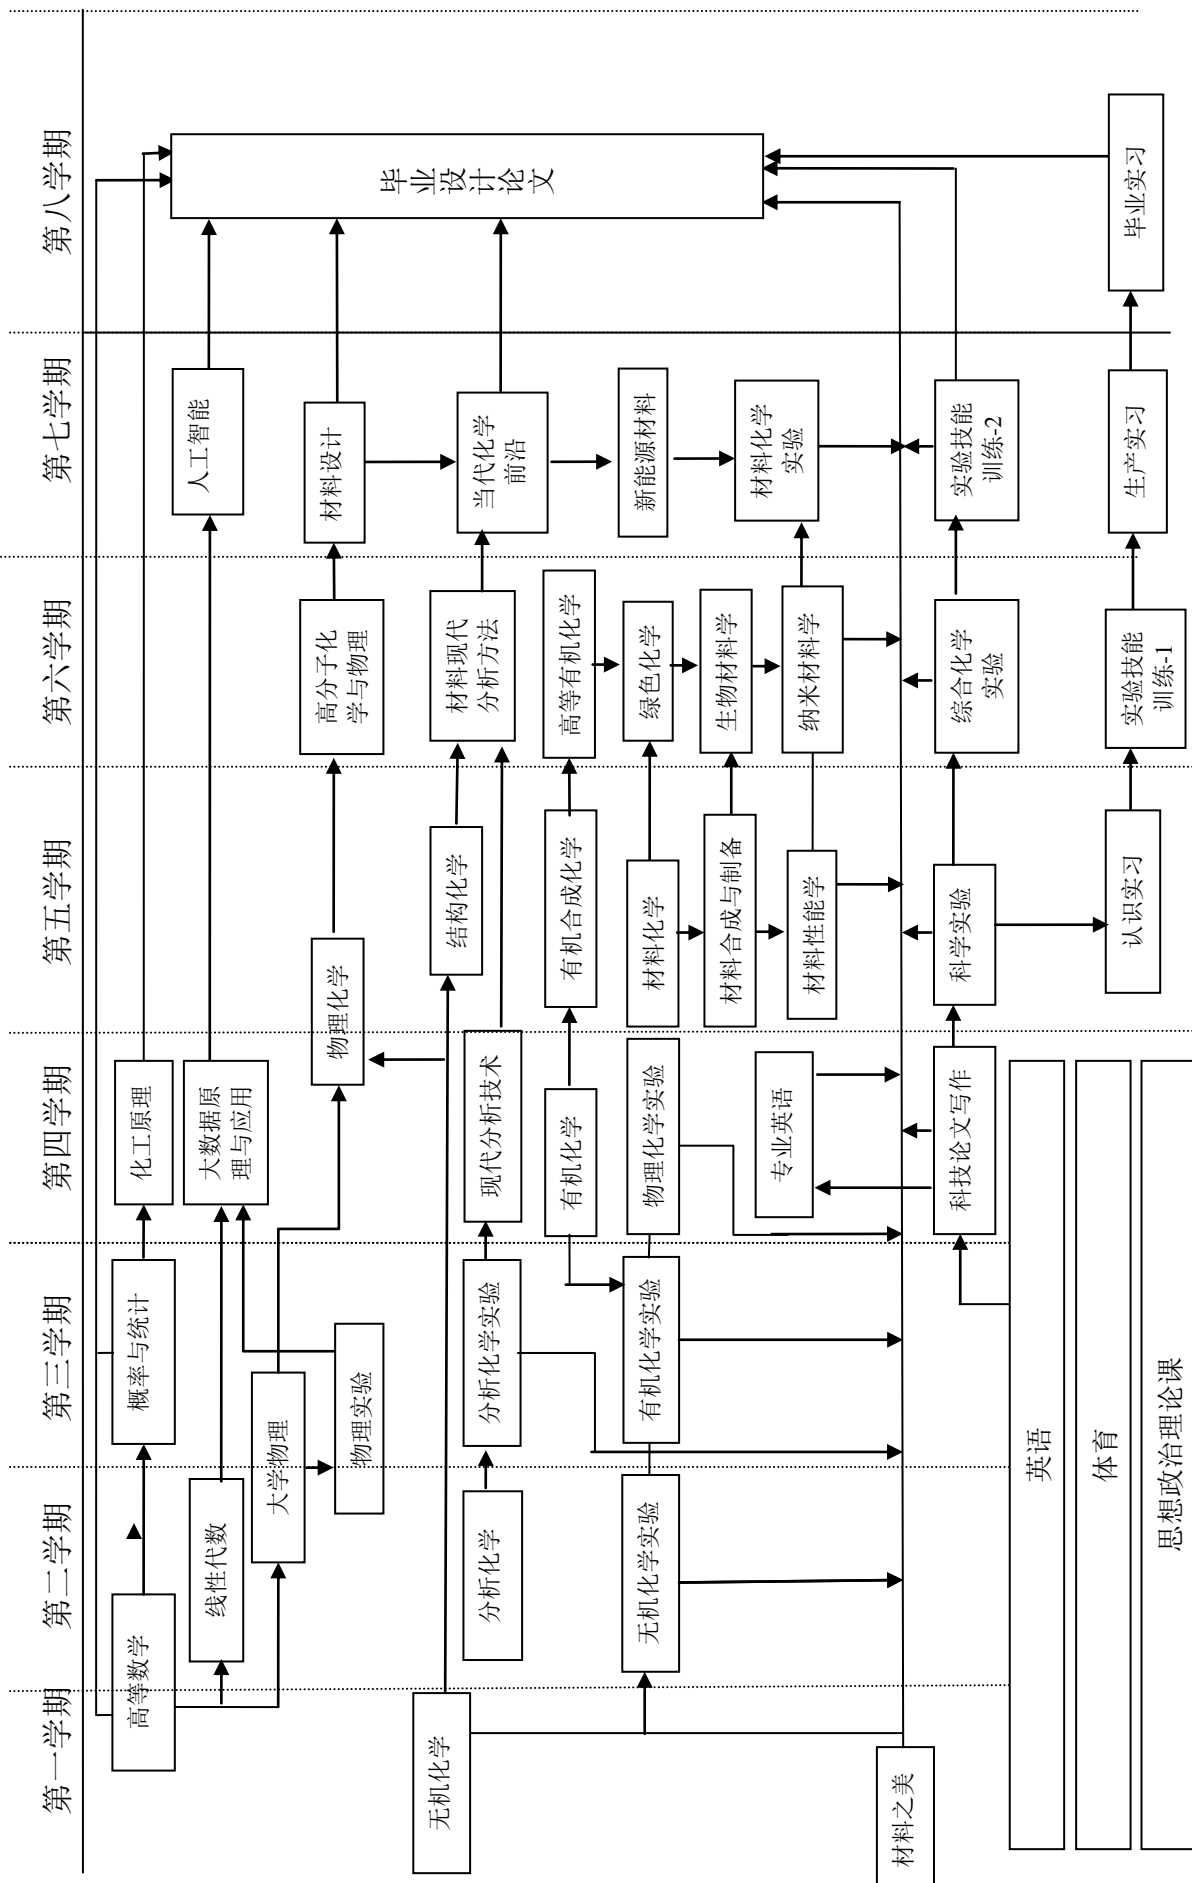 第一学期
第二学期
第三学期
第四学期
第五学期
第六学期
第七学期
第八学期
高等数学
概率与统计
化工原理
线性代数
大数据原
理与应用
人工智能
大学物理
物理实验
物理化学
高分子化
学与物理
材料设计
毕业设计论文
无机化学
结构化学
材料现代
分析方法
当代化学
前沿
分析化学
分析化学实验
现代分析技术
有机化学
有机合成化学
高等有机化学
新能源材料
无机化学实验
有机化学实验
物理化学实验
材料化学
绿色化学
材料合成与制备
生物材料学
材料化学
实验
专业英语
材料性能学
纳米材料学
材料之美
科技论文写作
科学实验
综合化学
实验
实验技能
训练-2
认识实习
实验技能
训练-1
生产实习
毕业实习
英语
体育
思想政治理论课